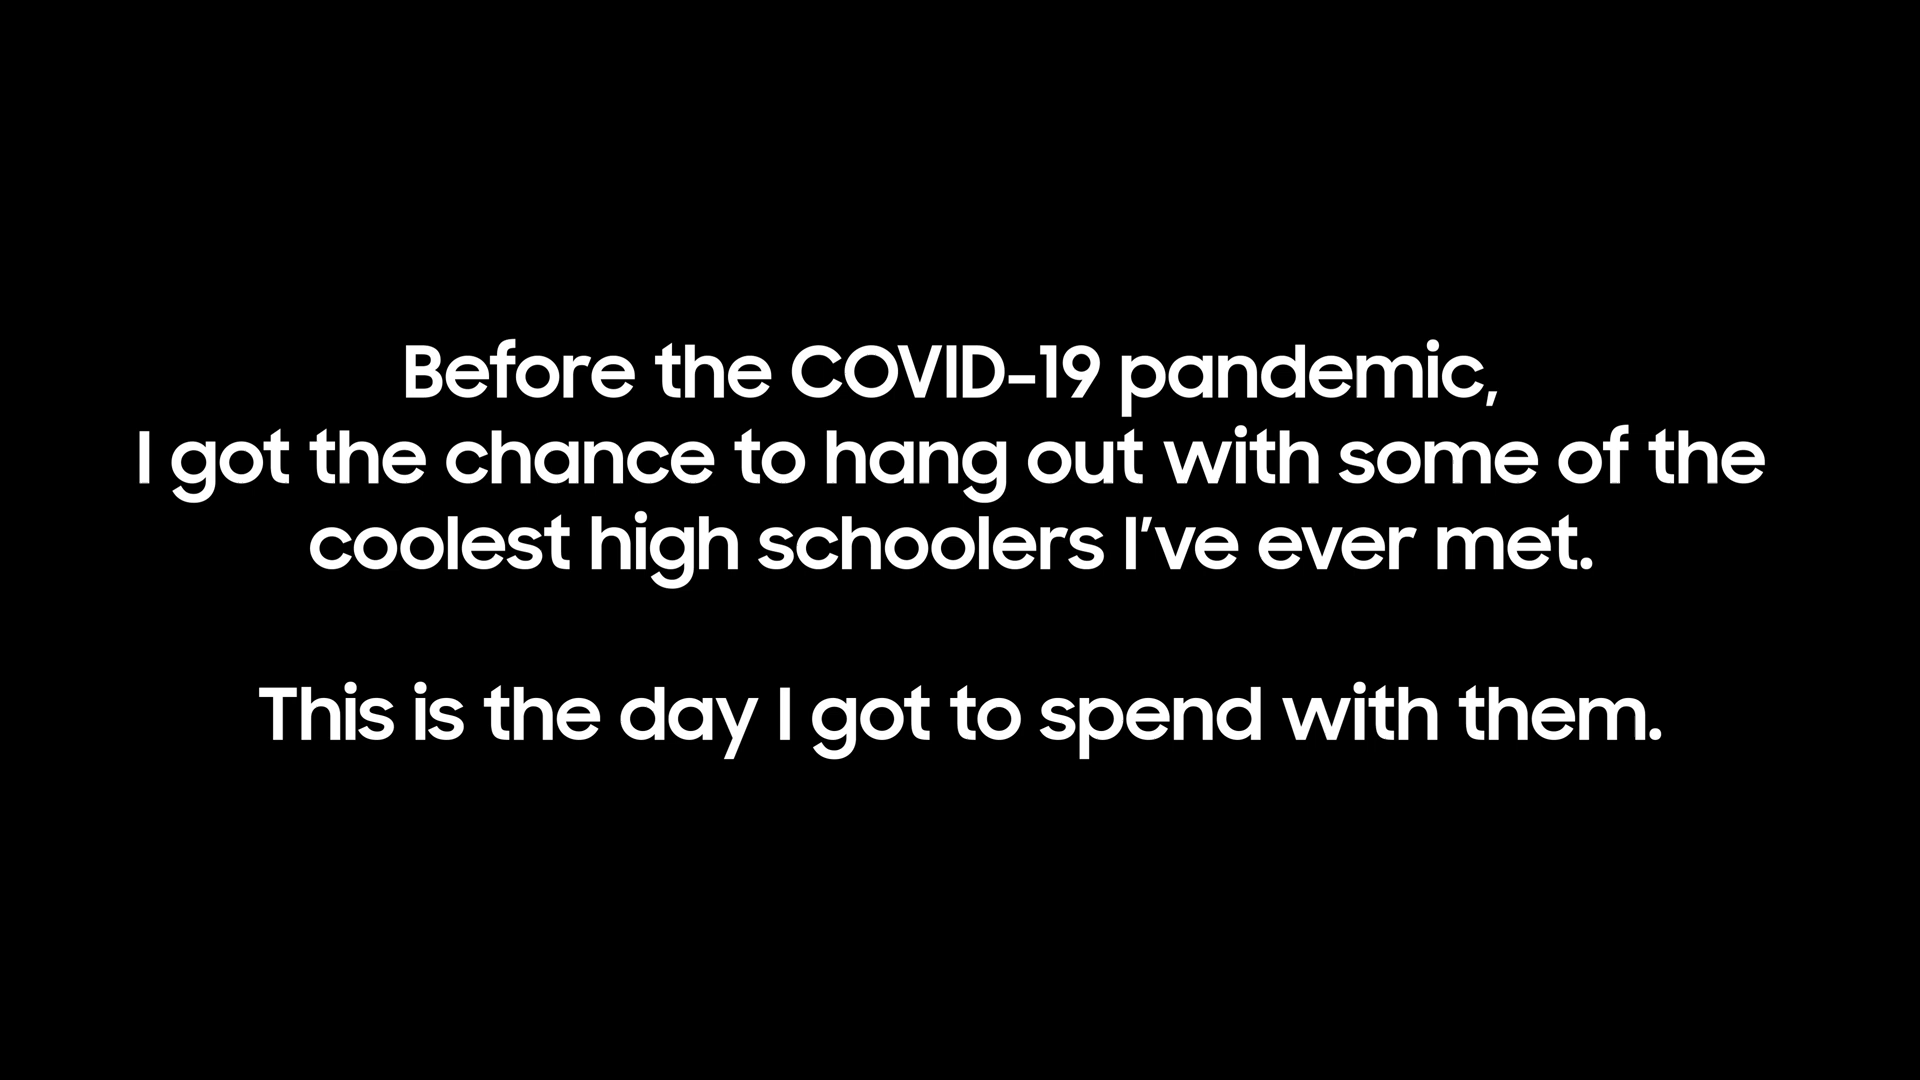 Before the COVID-19 pandemic,
I got the chance to hang out with some of the
coolest high schoolers I’ve ever met.
This is the day I got to spend with them.